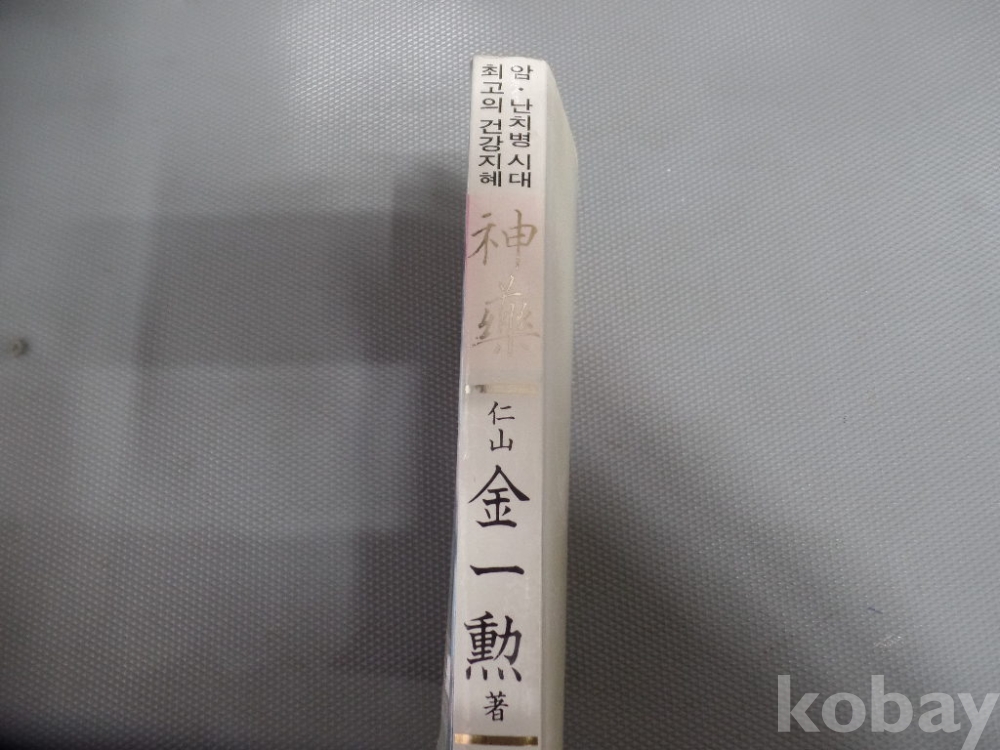 암·난치병 시대
최고의 건강지혜
神藥
仁山
金一勳
著
kobay